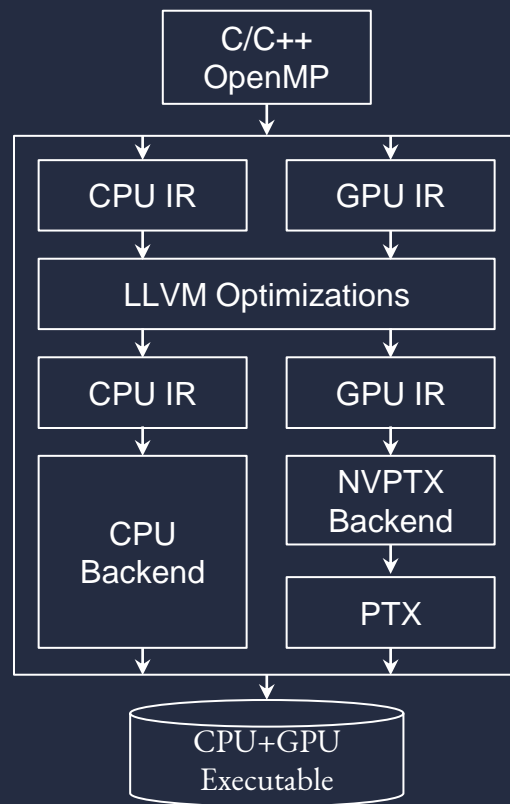 C/C++
OpenMP
CPU IR
GPU IR
LLVM Optimizations
CPU IR
GPU IR
CPU
Backend
NVPTX
Backend
PTX
CPU+GPU
Executable